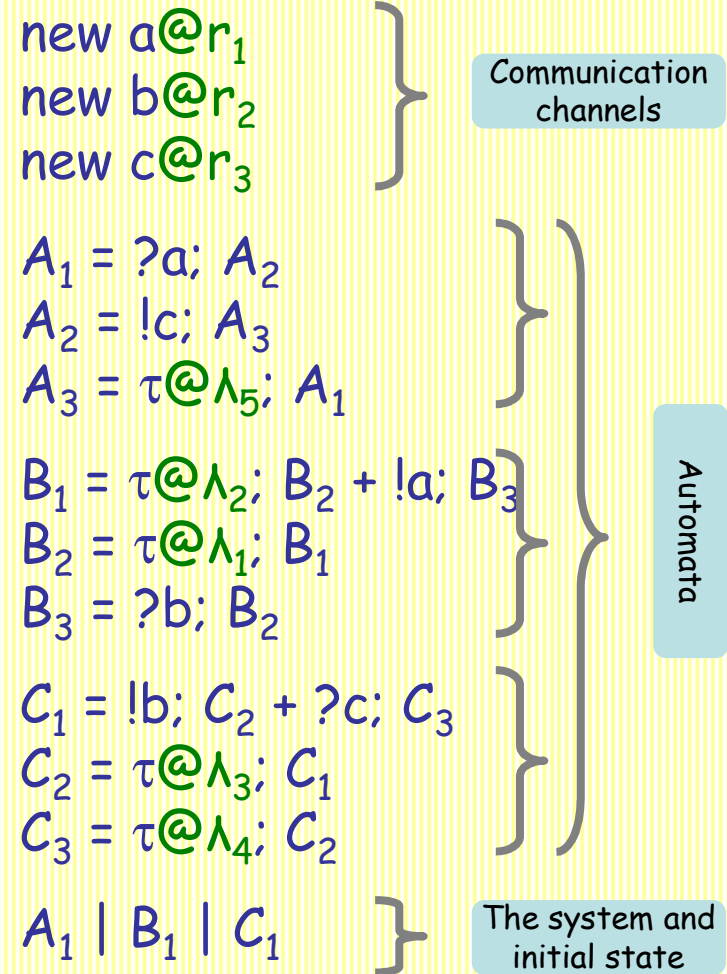 new a@r₁
new b@r₂
new c@r₃
Communication
channels
A₁ = ?a; A₂
A₂ = !c; A₃
A₃ = τ@λ₅; A₁
B₁ = τ@λ₂; B₂ + !a; B₃
B₂ = τ@λ₁; B₁
B₃ = ?b; B₂
C₁ = !b; C₂ + ?c; C₃
C₂ = τ@λ₃; C₁
C₃ = τ@λ₄; C₂
Automata
A₁ | B₁ | C₁
The system and
initial state